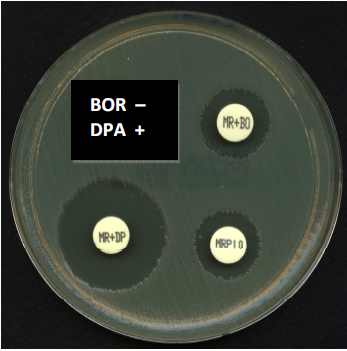 BOR –
DPA +
MR+BO
MR+DP
MRP10